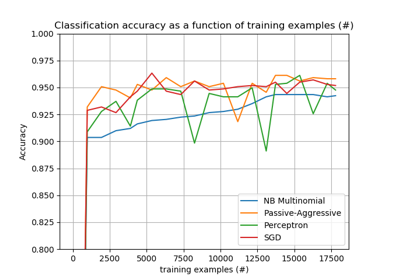 Classification accuracy as a function of training examples (#)
1.000
0.975
0.950
0.925
0.900
0.875
0.850
0.825
0.800
Accuracy
NB Multinomial
Passive-Aggressive
Perceptron
SGD
0 2500 5000 7500 10000 12500 15000 17500
training examples (#)